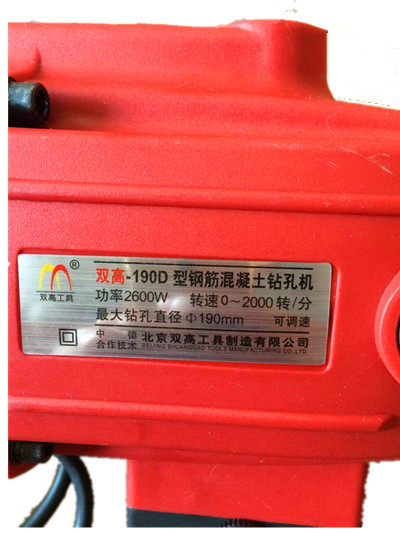 ®
双高工具
双高-190D 型钢筋混凝土钻孔机
功率2600W 转速0～2000转/分
最大钻孔直径 Φ190mm 可调速
中 德
合作技术
北京双高工具制造有限公司
BEIJING SHUANGGAO TOOLS MANUFACTURING CO.,LTD.